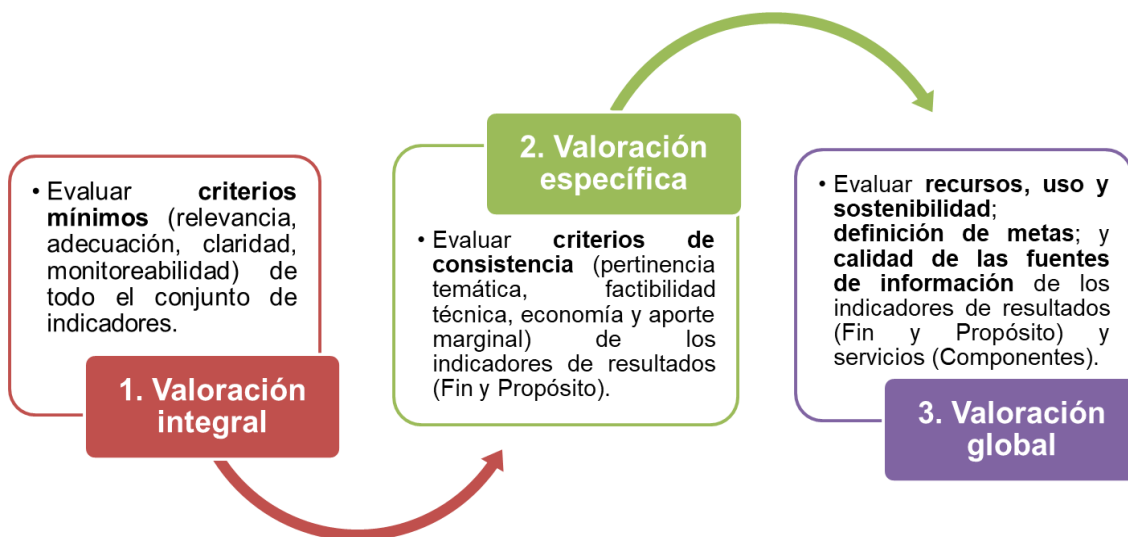 • Evaluar criterios
mínimos (relevancia,
adecuación, claridad,
monitoreabilidad) de
todo el conjunto de
indicadores.
1. Valoración
integral
2. Valoración
específica
• Evaluar criterios de
consistencia (pertinencia
temática, factibilidad
técnica, economía y aporte
marginal) de los
indicadores de resultados
(Fin y Propósito).
• Evaluar recursos, uso y
sostenibilidad;
definición de metas; y
calidad de las fuentes
de información de los
indicadores de resultados
(Fin y Propósito) y
servicios (Componentes).
3. Valoración
global